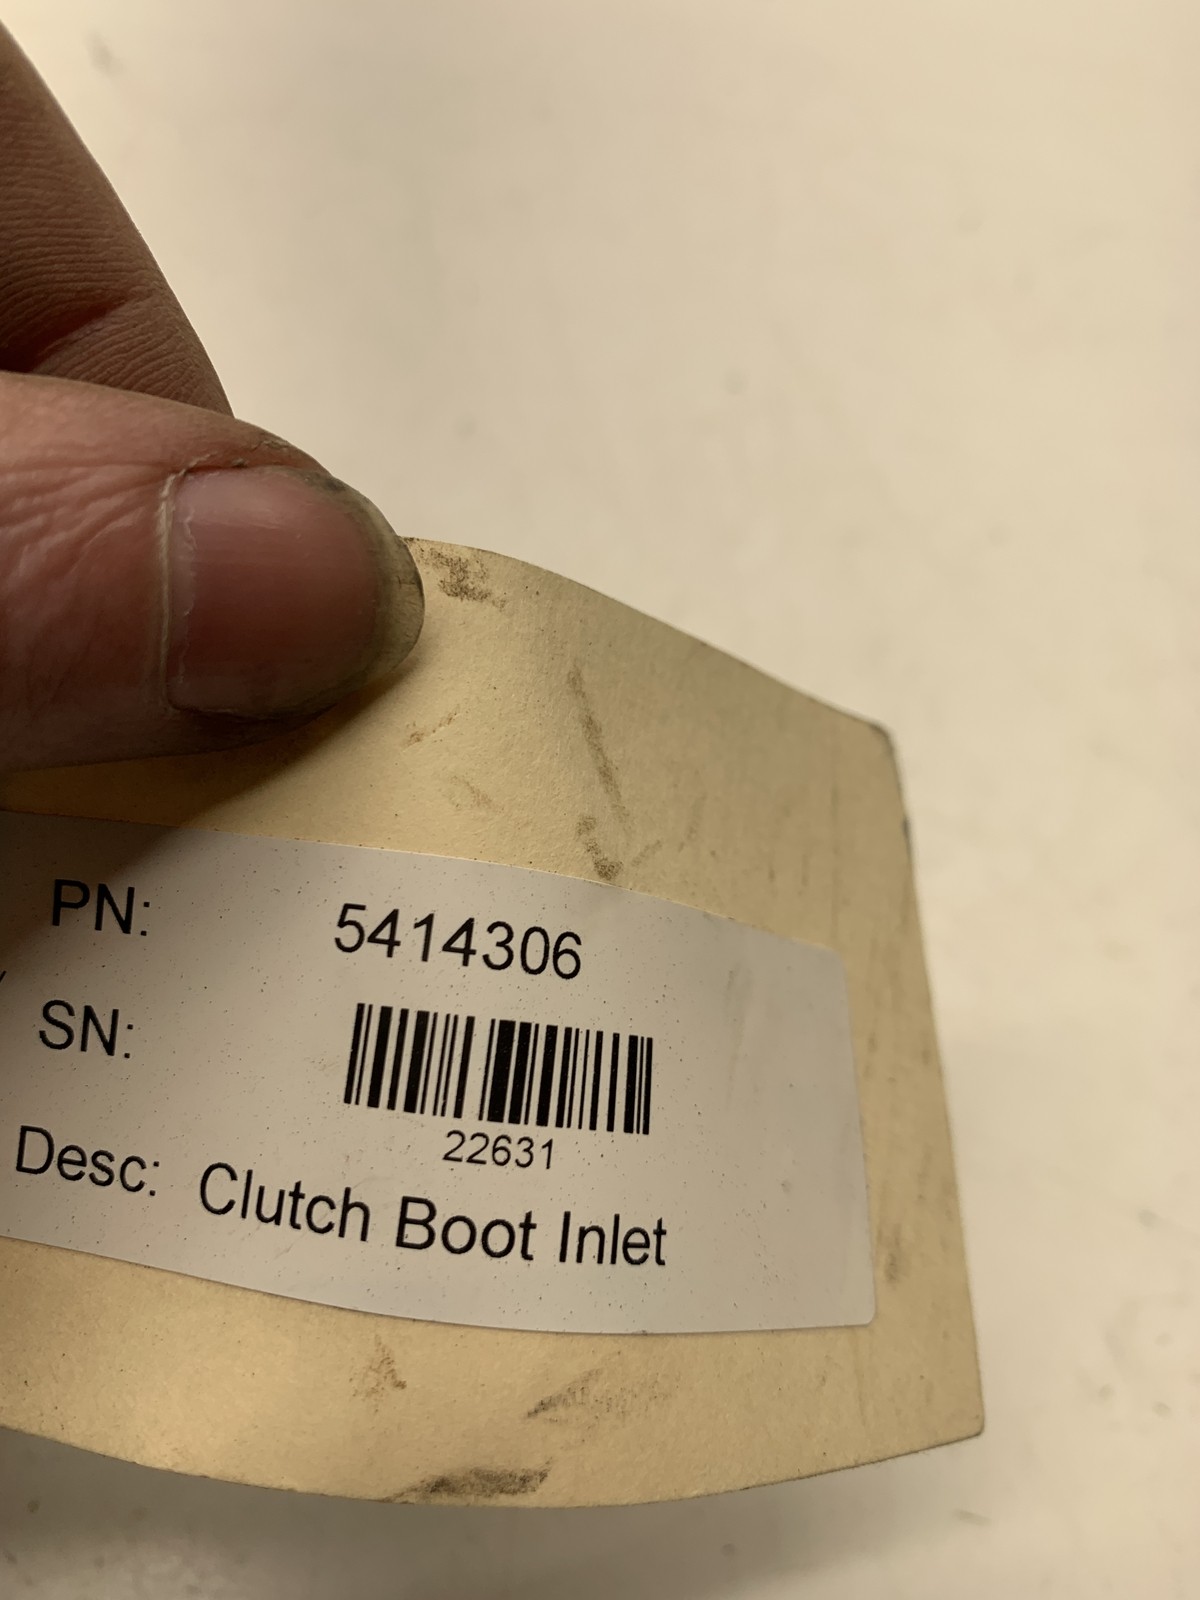 PN: 5414306
SN:
22631
Desc: Clutch Boot Inlet